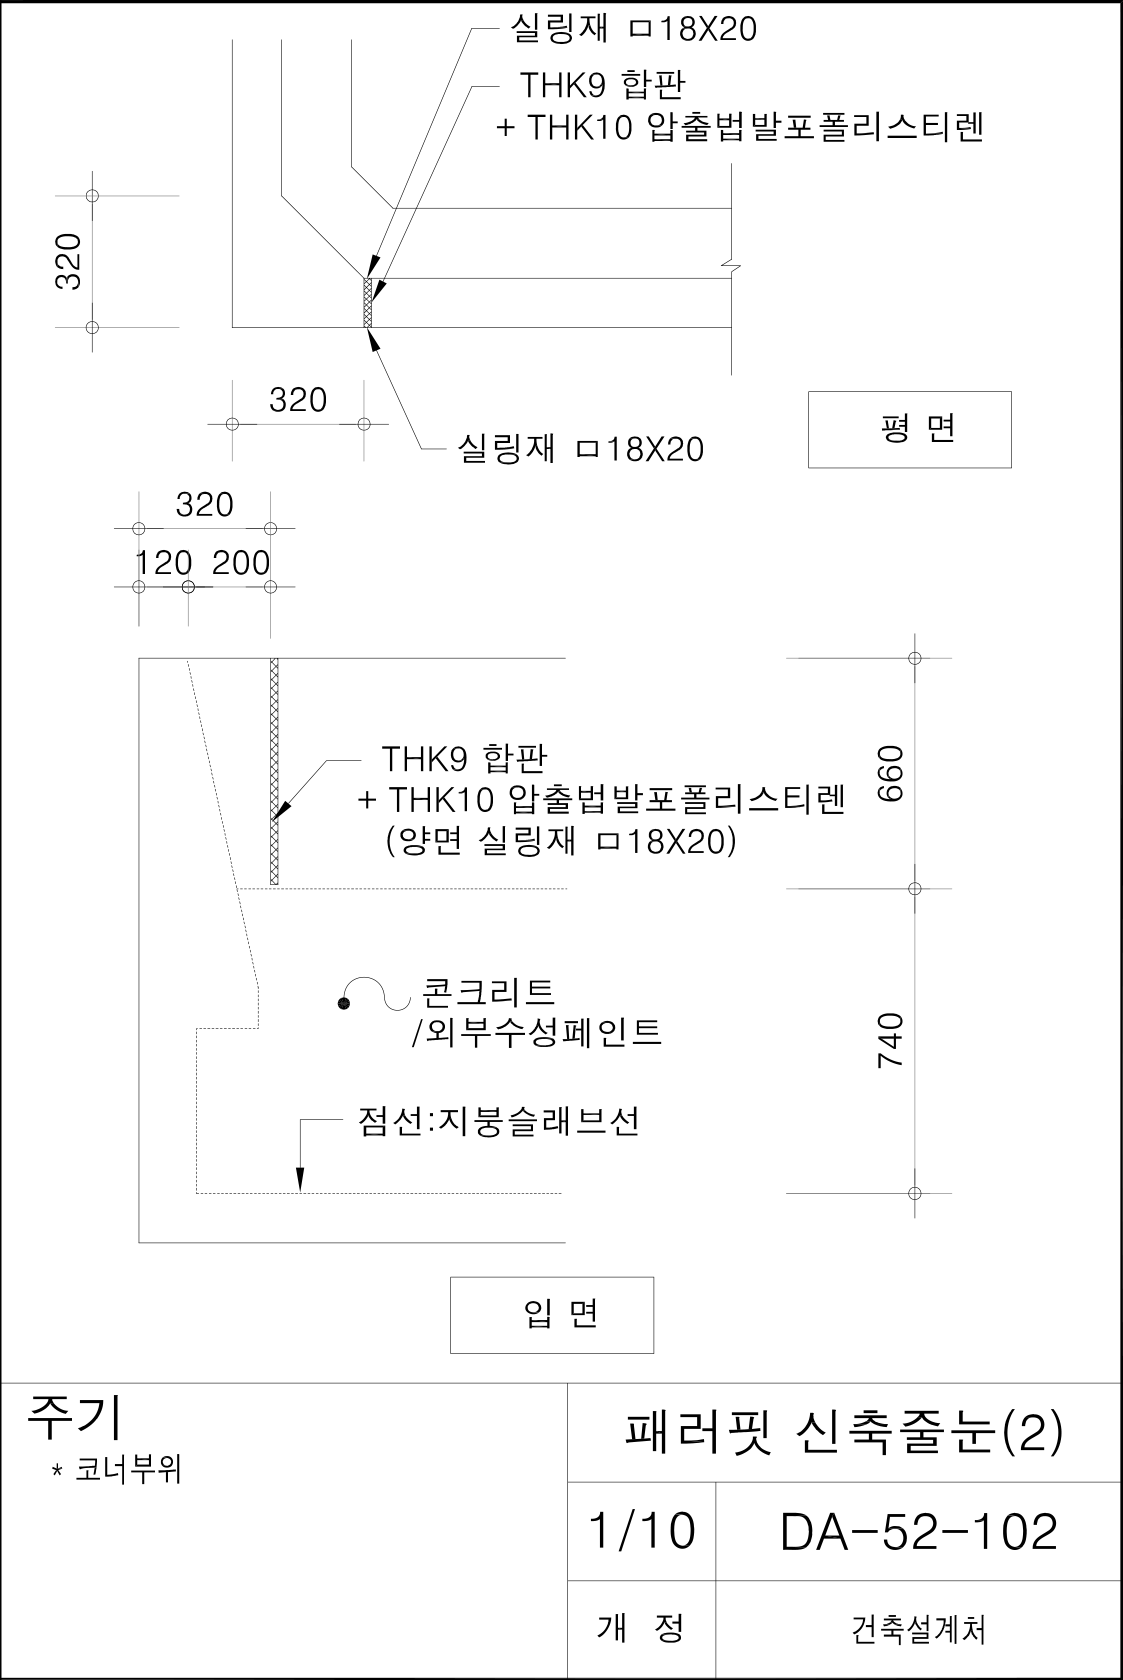 실링재 ㅁ18X20
THK9 합판
+ THK10 압출법발포폴리스티렌
320
320
실링재 ㅁ18X20
평 면
320
120 200
THK9 합판
+ THK10 압출법발포폴리스티렌
(양면 실링재 ㅁ18X20)
660
콘크리트
/외부수성페인트
740
점선:지붕슬래브선
입 면
주기
* 코너부위
패러핏 신축줄눈(2)
1/10
DA-52-102
개 정
건축설계처